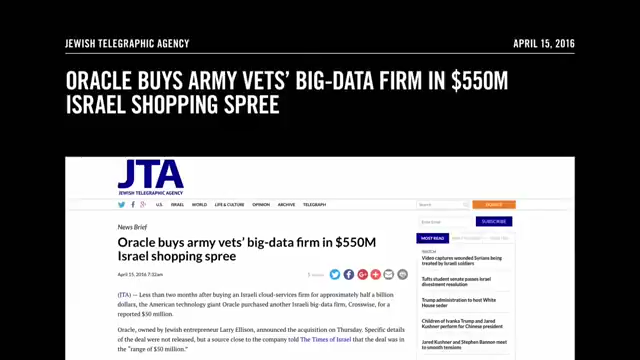 JEWISH TELEGRAPHIC AGENCY
APRIL 15, 2016
ORACLE BUYS ARMY VETS' BIG-DATA FIRM IN $550M
ISRAEL SHOPPING SPREE
JTA
JEWISH TELEGRAPHIC AGENCY
U.S. ISRAEL WORLD LIFE & CULTURE OPINION ARCHIVE TELEGRAPH
Search
DONATE
News Brief
Oracle buys army vets' big-data firm in $550M
Israel shopping spree
April 15, 2016 7:32am
(JTA) — Less than two months after buying an Israeli cloud-services firm for approximately half a billion
dollars, the American technology giant Oracle purchased another Israeli big-data firm, Crosswise, for a
reported $50 million.
Oracle, owned by Jewish entrepreneur Larry Ellison, announced the acquisition on Thursday. Specific details
of the deal were not released, but a source close to the company told The Times of Israel that the deal was in
the "range of $50 million."
Enter Email
SUBSCRIBE
MOST READ
Video captures wounded Syrians being
treated by Israeli soldiers
Tufts student senate passes Israel
divestment resolution
Trump administration to host White
House seder
Children of Ivanka Trump and Jared
Kushner perform for Chinese president
Jared Kushner and Stephen Bannon meet
to smooth tensions